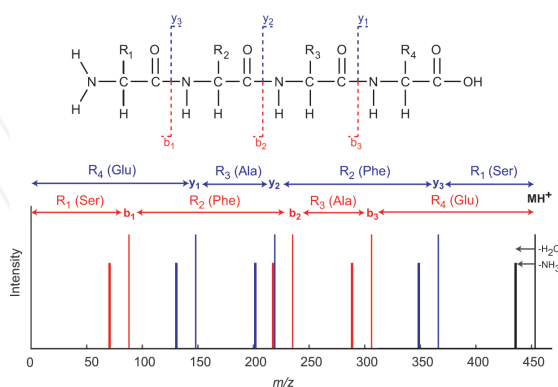 y3 y2 y1
H R1 O R2 O R3 O R4 O
N C C N C C N C C N C C OH
H H H H H H H H
b1 b2 b3
R4 (Glu) y1 R3 (Ala) y2 R2 (Phe) y3 R1 (Ser)
R1 (Ser) b1 R2 (Phe) b2 R3 (Ala) b3 R4 (Glu) MH+
-H2O
-NH3
Intensity
0 50 100 150 200 250 300 350 400 450
m/z